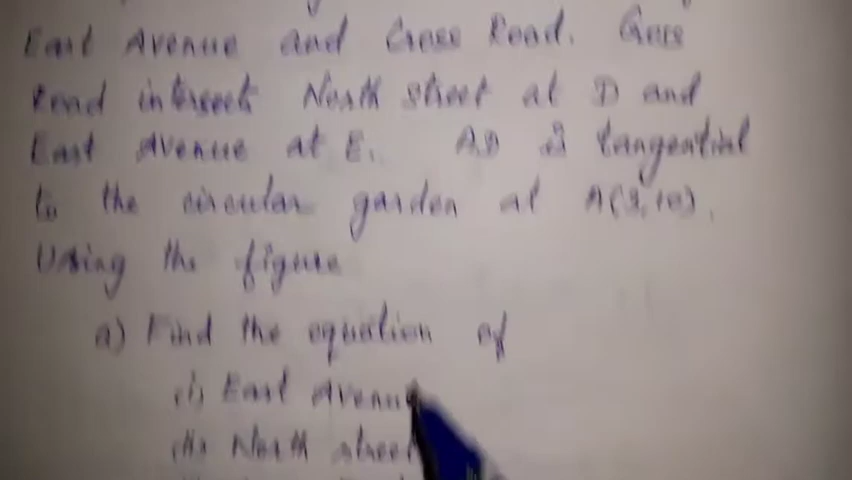 East Avenue and Cross Road. Cross
Road intersects North street at D and
East Avenue at E. AD is tangential
to the circular garden at A(3,10).
Using the figure
a) Find the equation of
(i) East Avenue
(ii) North street